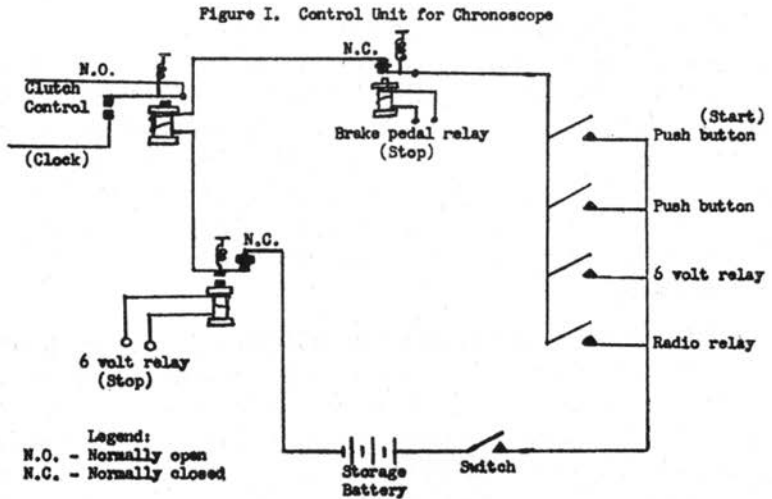 Figure I. Control Unit for Chronoscope
N.C.
N.O.
Clutch
Control
(Clock)
Brake pedal relay
(Stop)
(Start)
Push button
Push button
N.C.
6 volt relay
Radio relay
6 volt relay
(Stop)
Legend:
N.O. - Normally open
N.C. - Normally closed
Storage
Battery
Switch